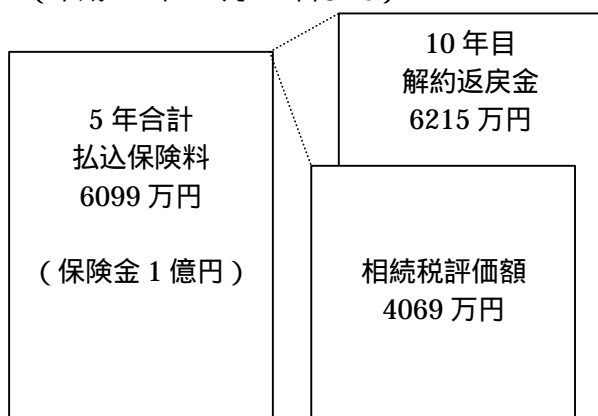 5 年合計
払込保険料
6099 万円
( 保険金 1 億円 )
10 年目
解約返戻金
6215 万円
相続税評価額
4069 万円